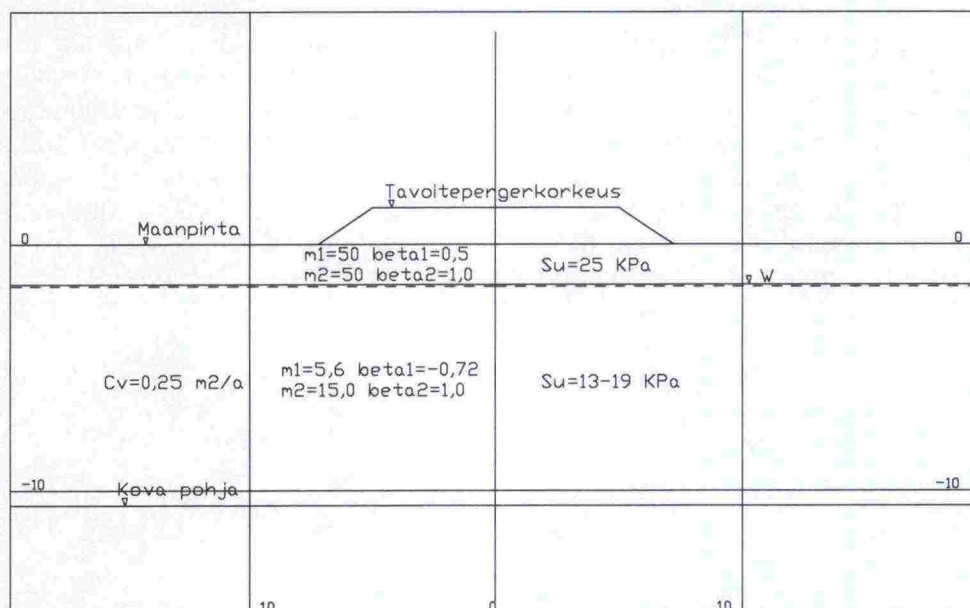 Tavoitepengerkorkeus
Maanpinta
0
0
m1=50 beta1=0,5
m2=50 beta2=1,0
Su=25 KPa
W
Cv=0,25 m2/a
m1=5,6 beta1=-0,72
m2=15,0 beta2=1,0
Su=13-19 KPa
-10
-10
Kova pohja
10
0
10